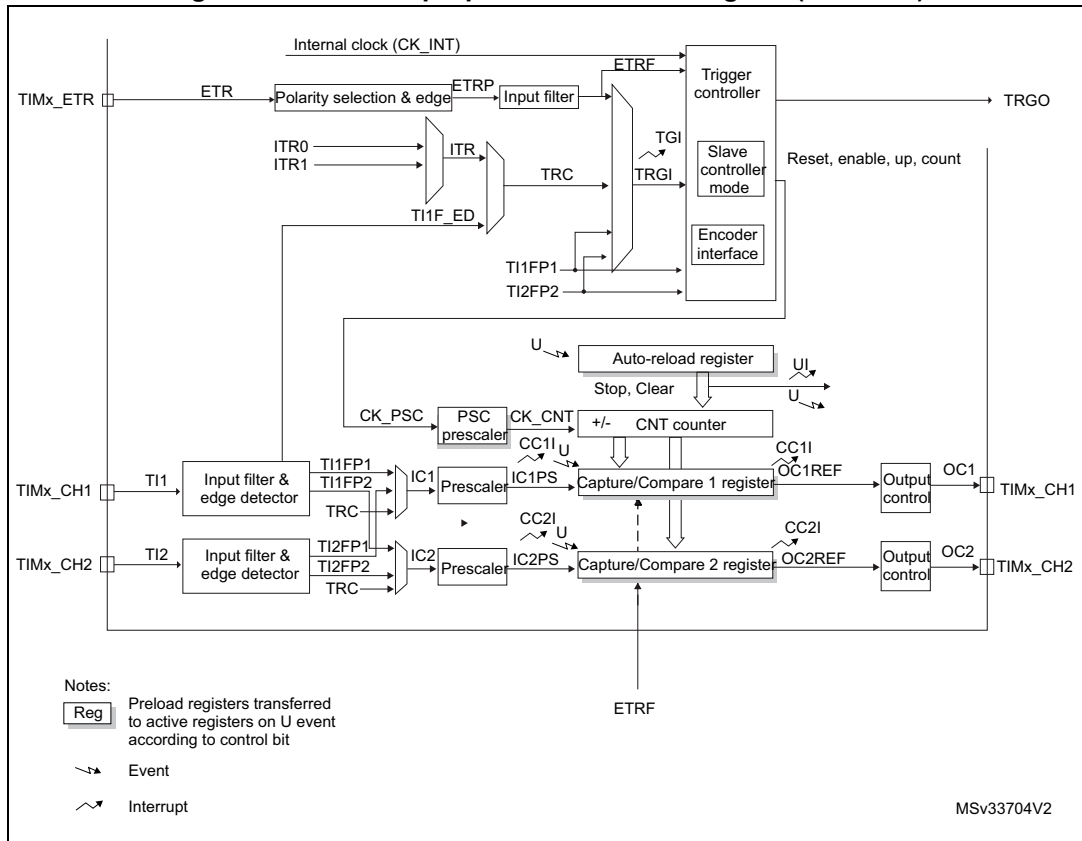 Internal clock (CK_INT)
ETRF
Trigger
controller
TIMx_ETR
ETR
Polarity selection & edge
ETRP
Input filter
TRGO
ITR0
ITR1
ITR
TGI
TRC
TRGI
Slave
controller
mode
Reset, enable, up, count
TI1F_ED
Encoder
interface
TI1FP1
TI2FP2
U
Auto-reload register
UI
Stop, Clear
U
CK_PSC
PSC
prescaler
CK_CNT
+/- CNT counter
TIMx_CH1
TI1
Input filter &
edge detector
TI1FP1
TI1FP2
TRC
IC1
Prescaler
CC1I
IC1PS
U
Capture/Compare 1 register
CC1I
OC1REF
Output
control
OC1
TIMx_CH1
TIMx_CH2
TI2
Input filter &
edge detector
TI2FP1
TI2FP2
TRC
IC2
Prescaler
CC2I
IC2PS
U
Capture/Compare 2 register
CC2I
OC2REF
Output
control
OC2
TIMx_CH2
ETRF
Notes:
Reg
Preload registers transferred
to active registers on U event
according to control bit
Event
Interrupt
MSv33704V2